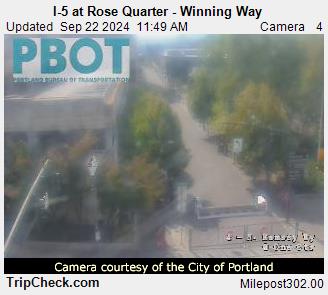 I-5 at Rose Quarter - Winning Way
Updated Sep 22 2024 11:49 AM Camera 4
PBOT
PORTLAND BUREAU OF TRANSPORTATION
Camera courtesy of the City of Portland
TripCheck.com Milepost302.00